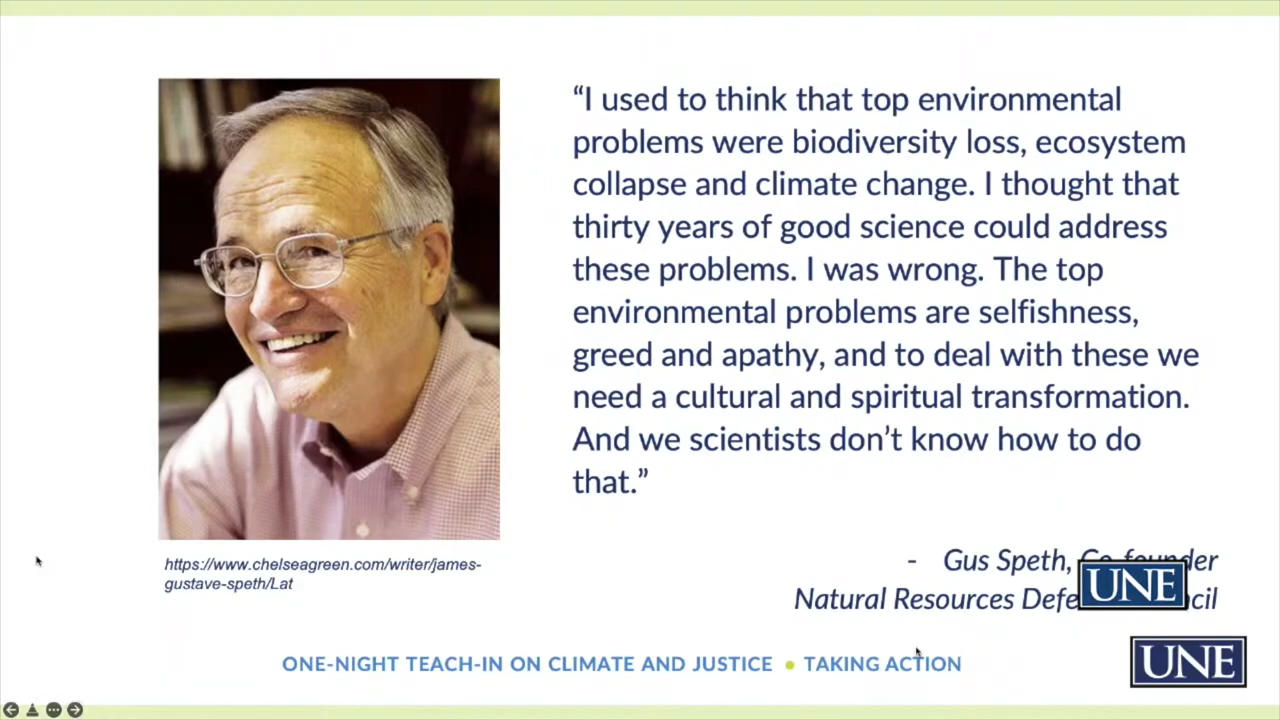 “I used to think that top environmental
problems were biodiversity loss, ecosystem
collapse and climate change. I thought that
thirty years of good science could address
these problems. I was wrong. The top
environmental problems are selfishness,
greed and apathy, and to deal with these we
need a cultural and spiritual transformation.
And we scientists don’t know how to do
that.”
https://www.chelseagreen.com/writer/james-
gustave-speth/Lat
- Gus Speth, Co-founder
Natural Resources
UNE
ONE-NIGHT TEACH-IN ON CLIMATE AND JUSTICE • TAKING ACTION
UNE